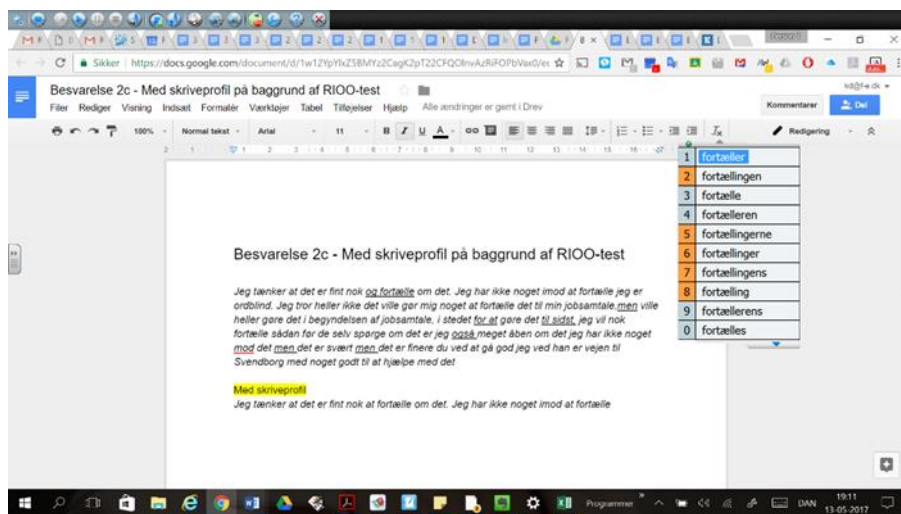 Sikker https://docs.google.com/document/d/
Besvarelse 2c - Med skriveprofil på baggrund af RIOO-test
Filer Rediger Visning Indsæt Formatér Værktøjer Tabel Tilføjelser Hjælp Alle ændringer er gemt i Drev
Kommentarer Del
100% Normal tekst Arial 11 B I U A Redigering
1 fortæller
2 fortællingen
3 fortælle
4 fortælleren
5 fortællingerne
6 fortællinger
7 fortællingens
8 fortælling
9 fortællerens
0 fortælles
Besvarelse 2c - Med skriveprofil på baggrund af RIOO-test
Jeg tænker at det er fint nok og fortælle om det. Jeg har ikke noget imod at fortælle jeg er
ordblind. Jeg tror heller ikke det ville gør mig noget at fortælle det til min jobsamtale,men ville
heller gøre det i begyndelsen af jobsamtale, i stedet for at gøre det til sidst, jeg vil nok
fortælle sådan før de selv spørge om det er jeg også meget åben om det jeg har ikke noget
mod det men det er svært men det er finere du ved at gå god jeg ved han er vejen til
Svendborg med noget godt til at hjælpe med det
Med skriveprofil
Jeg tænker at det er fint nok at fortælle om det. Jeg har ikke noget imod at fortælle
Programmer DAN 19:11
13-05-2017